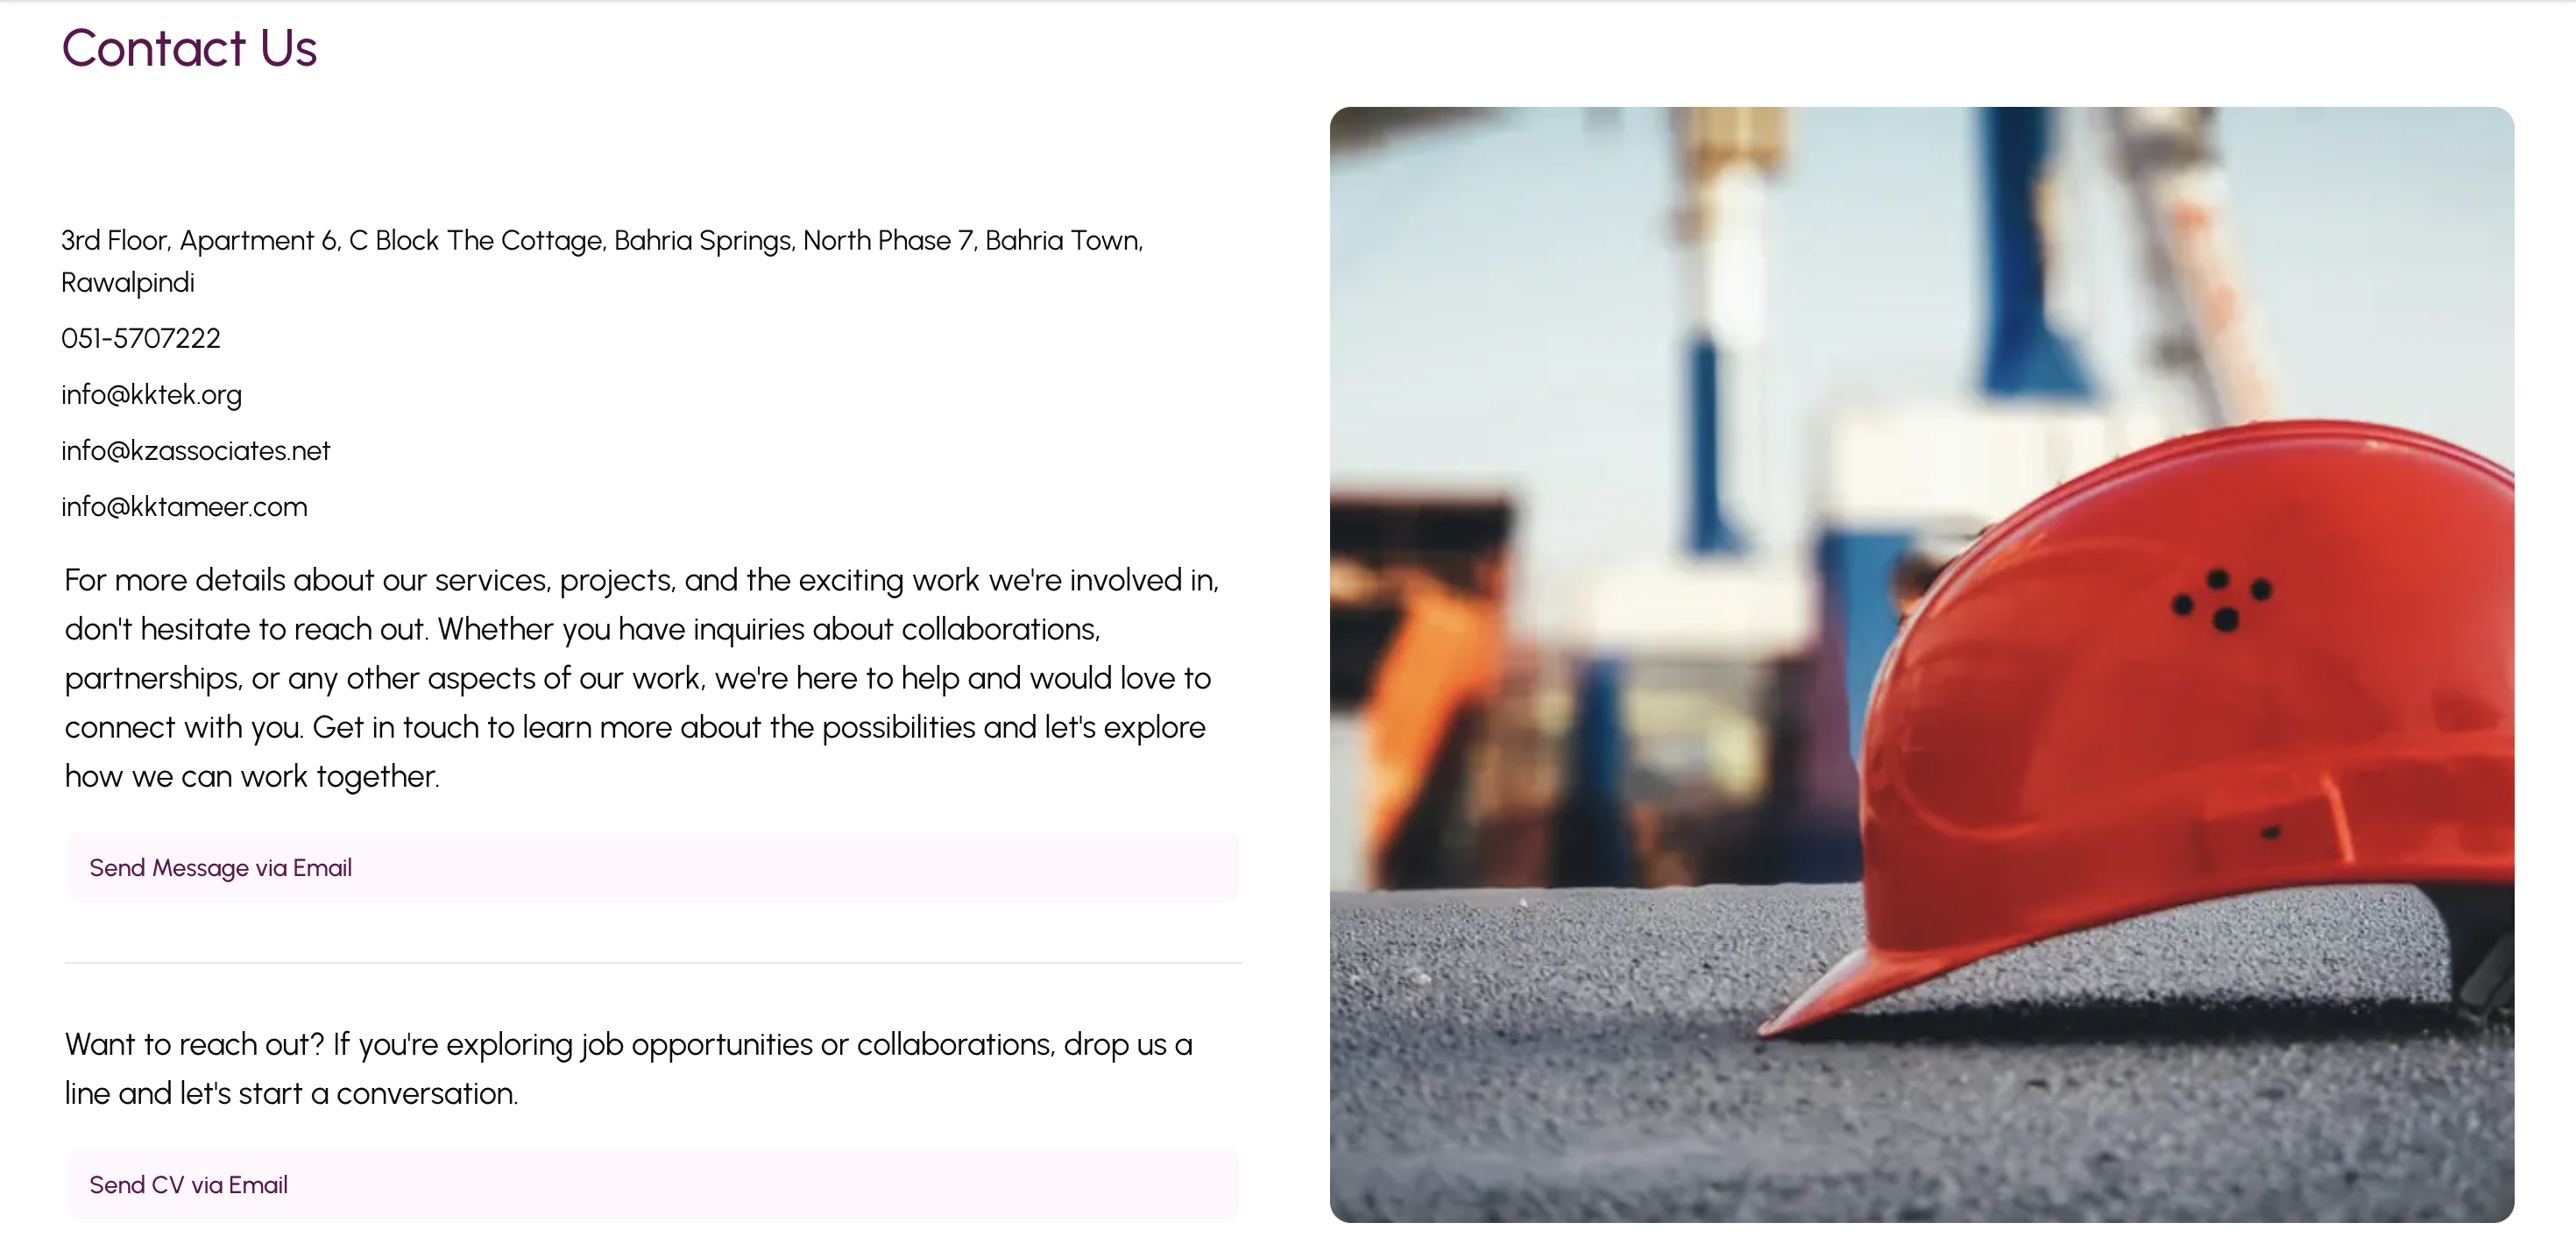 Contact Us
3rd Floor, Apartment 6, C Block The Cottage, Bahria Springs, North Phase 7, Bahria Town,
Rawalpindi
051-5707222
info@kktek.org
info@kzassociates.net
info@kktameer.com
For more details about our services, projects, and the exciting work we're involved in,
don't hesitate to reach out. Whether you have inquiries about collaborations,
partnerships, or any other aspects of our work, we're here to help and would love to
connect with you. Get in touch to learn more about the possibilities and let's explore
how we can work together.
Send Message via Email
Want to reach out? If you're exploring job opportunities or collaborations, drop us a
line and let's start a conversation.
Send CV via Email